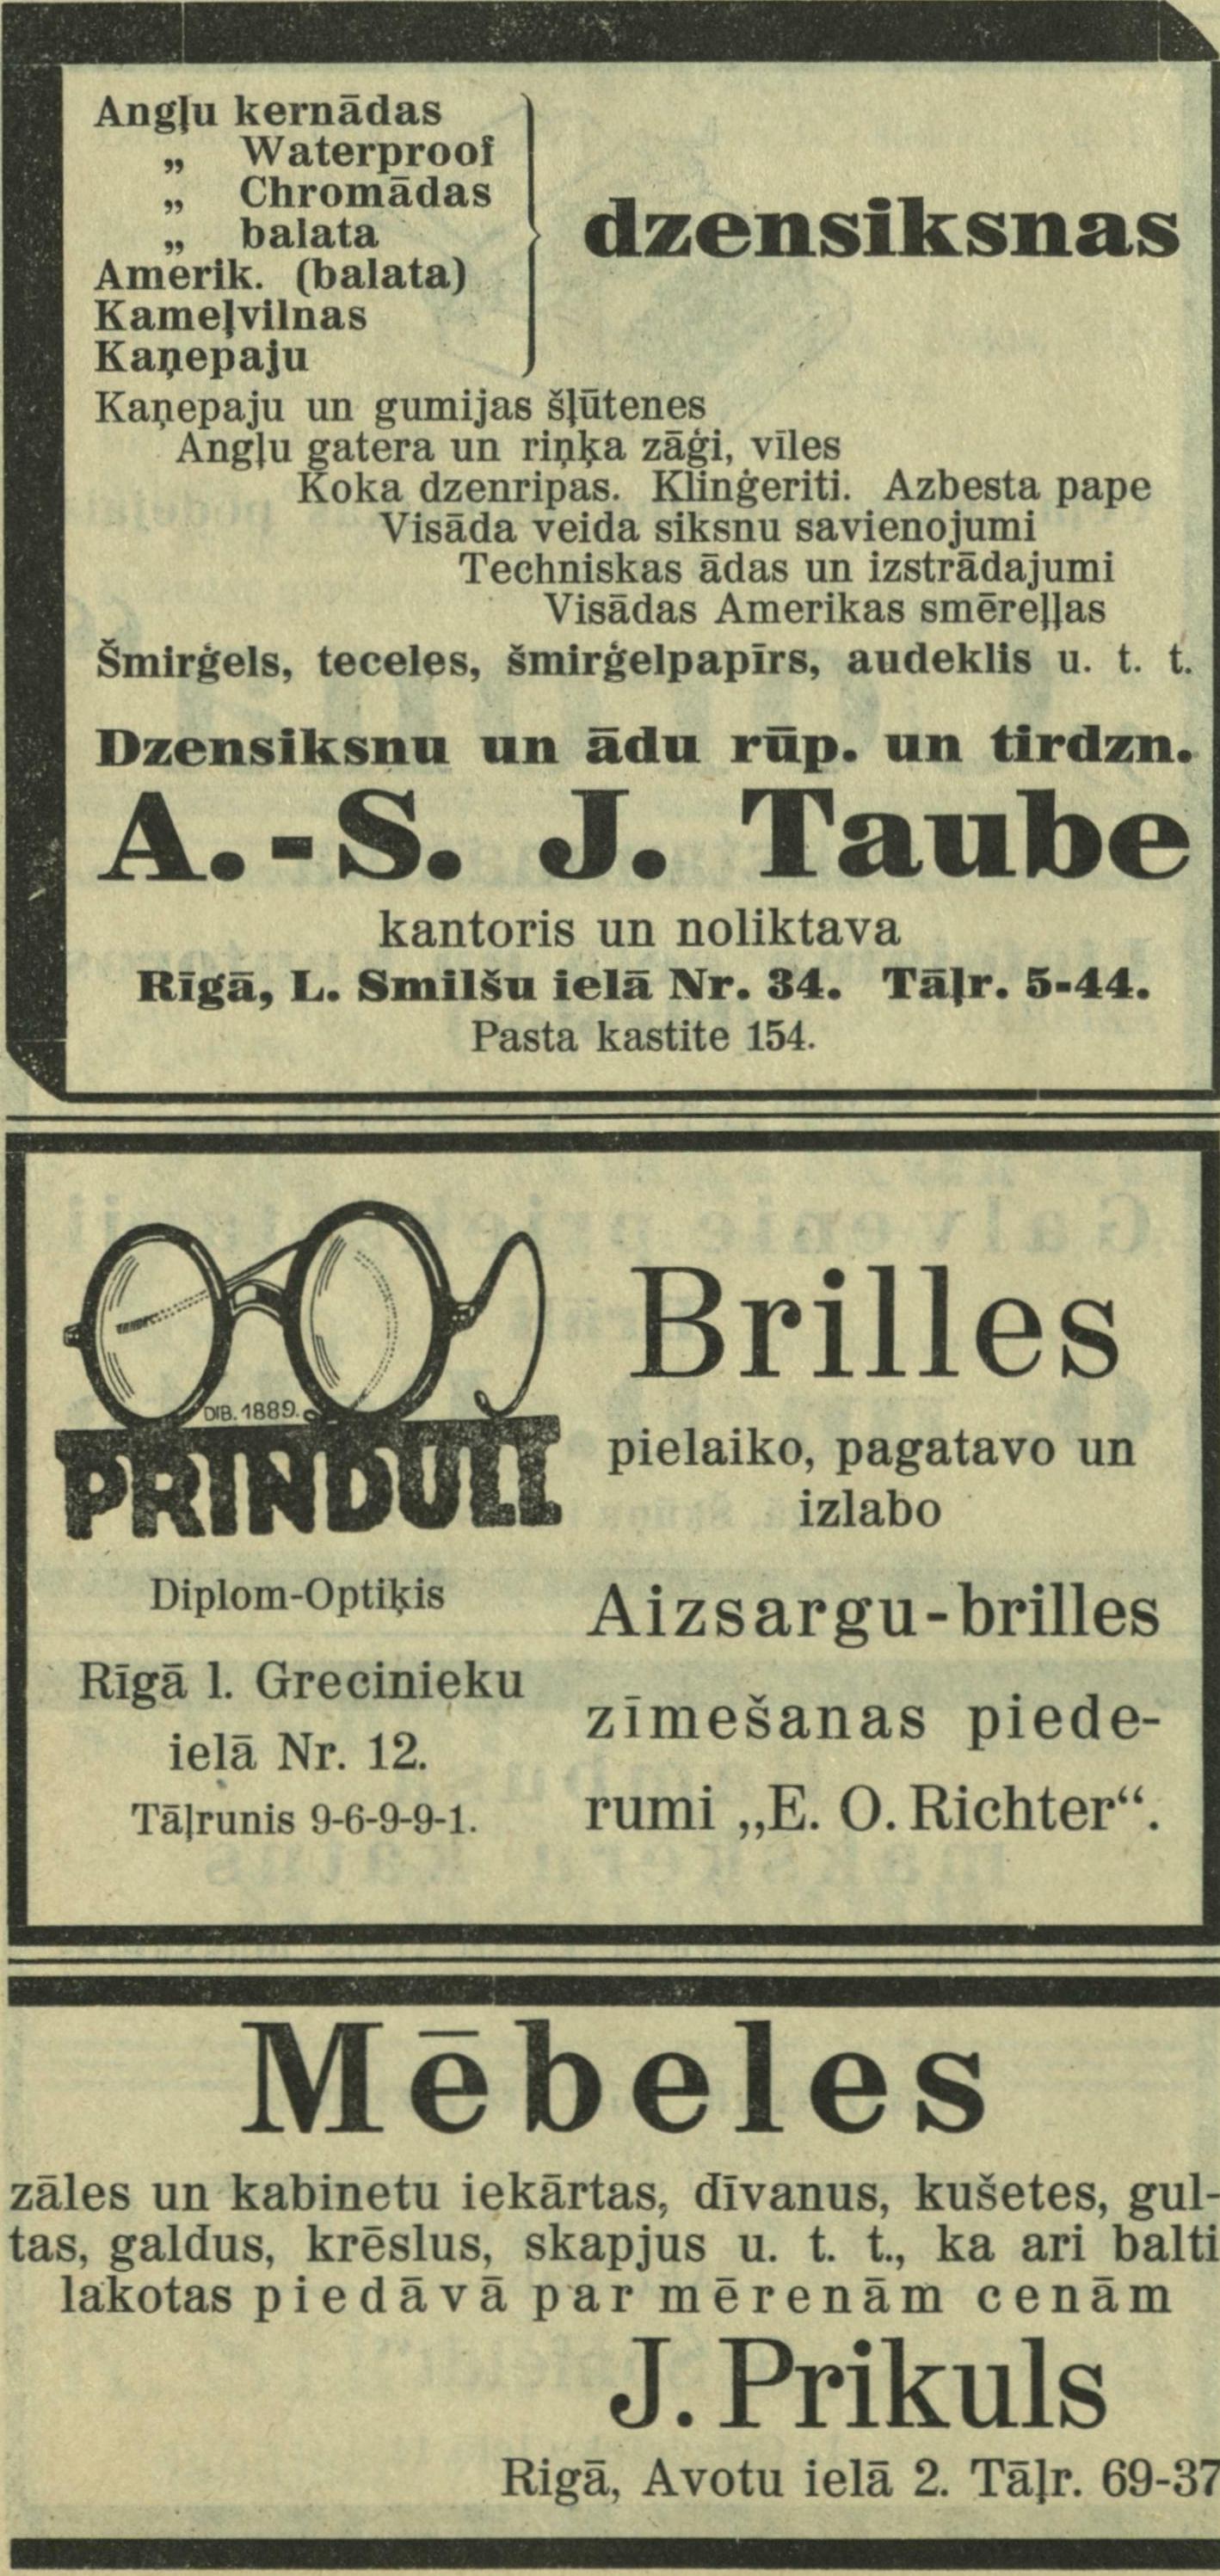 Angļu kernādas
„ Waterproof
„ Chromādas
„ balata
Amerik. (balata)
Kameļvilnas
Kaņepaju
dzensiksnas
Kaņepaju un gumijas šļūtenes
Angļu gatera un riņķa zāģi, vīles
Koka dzenripas. Klinģeriti. Azbesta pape
Visāda veida siksnu savienojumi
Techniskas ādas un izstrādajumi
Visādas Amerikas smēreļļas
Šmirģels, teceles, šmirģelpapīrs, audeklis u. t. t.
Dzensiksnu un ādu rūp. un tirdzn.
A.-S. J. Taube
kantoris un noliktava
Rīgā, L. Smilšu ielā Nr. 34. Tāļr. 5-44.
Pasta kastite 154.
DIB. 1889.
PRINDULL
Diplom-Optiķis
Rīgā l. Grecinieku
ielā Nr. 12.
Tāļrunis 9-6-9-9-1.
Brilles
pielaiko, pagatavo un
izlabo
Aizsargu-brilles
zīmešanas piede-
rumi „E. O. Richter“.
Mēbeles
zāles un kabinetu iekārtas, dīvanus, kušetes, gul-
tas, galdus, krēslus, skapjus u. t. t., ka ari balti
lakotas piedāvā par mērenām cenām
J. Prikuls
Rigā, Avotu ielā 2. Tāļr. 69-37